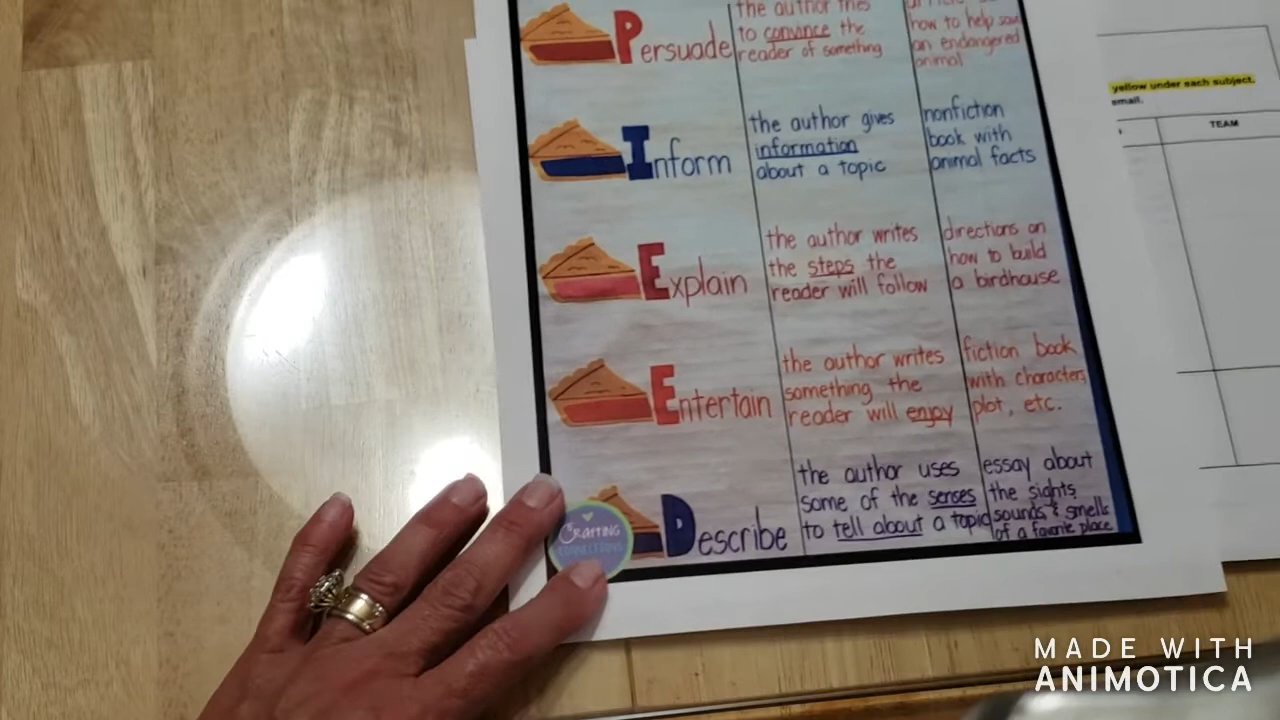 Persuade
the author tries
to convince the
reader of something
how to help save
an endangered
animal
Inform
the author gives
information
about a topic
nonfiction
book with
animal facts
Explain
the author writes
the steps the
reader will follow
directions on
how to build
a birdhouse
Entertain
the author writes
something the
reader will enjoy
fiction book
with characters,
plot, etc.
Describe
the author uses
some of the senses
to tell about a topic
essay about
the sights,
sounds & smells
of a favorite place
CRAFTING
CONNECTIONS
yellow under each subject.
email.
TEAM
MADE WITH
ANIMOTICA